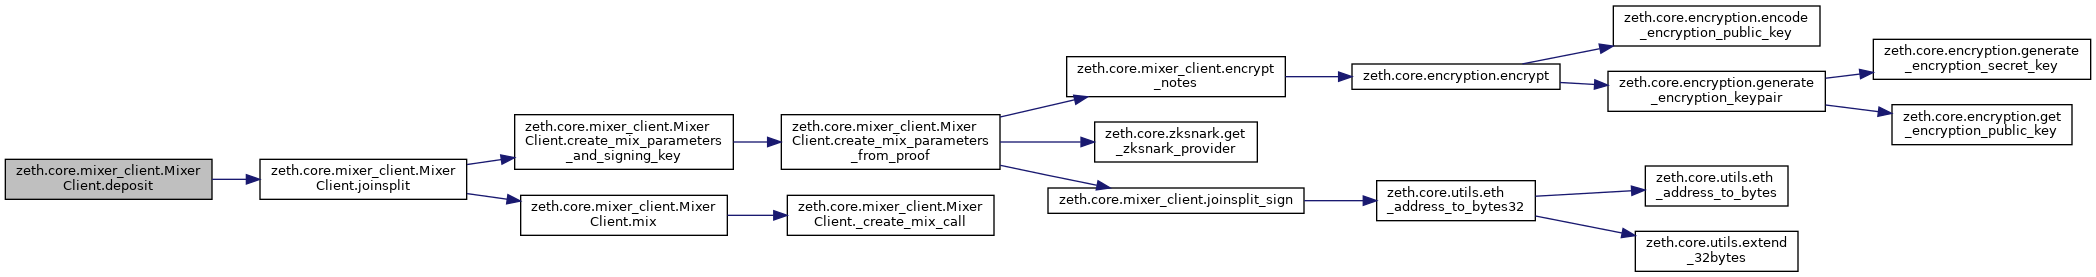 zeth.core.mixer_client.Mixer
Client.deposit
zeth.core.mixer_client.Mixer
Client.joinsplit
zeth.core.mixer_client.Mixer
Client.create_mix_parameters
_and_signing_key
zeth.core.mixer_client.Mixer
Client.mix
zeth.core.mixer_client.Mixer
Client.create_mix_parameters
_from_proof
zeth.core.mixer_client.Mixer
Client._create_mix_call
zeth.core.mixer_client.encrypt
_notes
zeth.core.zksnark.get
_zksnark_provider
zeth.core.mixer_client.joinsplit_sign
zeth.core.encryption.encrypt
zeth.core.utils.eth
_address_to_bytes32
zeth.core.encryption.encode
_encryption_public_key
zeth.core.encryption.generate
_encryption_keypair
zeth.core.utils.eth
_address_to_bytes
zeth.core.utils.extend
_32bytes
zeth.core.encryption.generate
_encryption_secret_key
zeth.core.encryption.get
_encryption_public_key